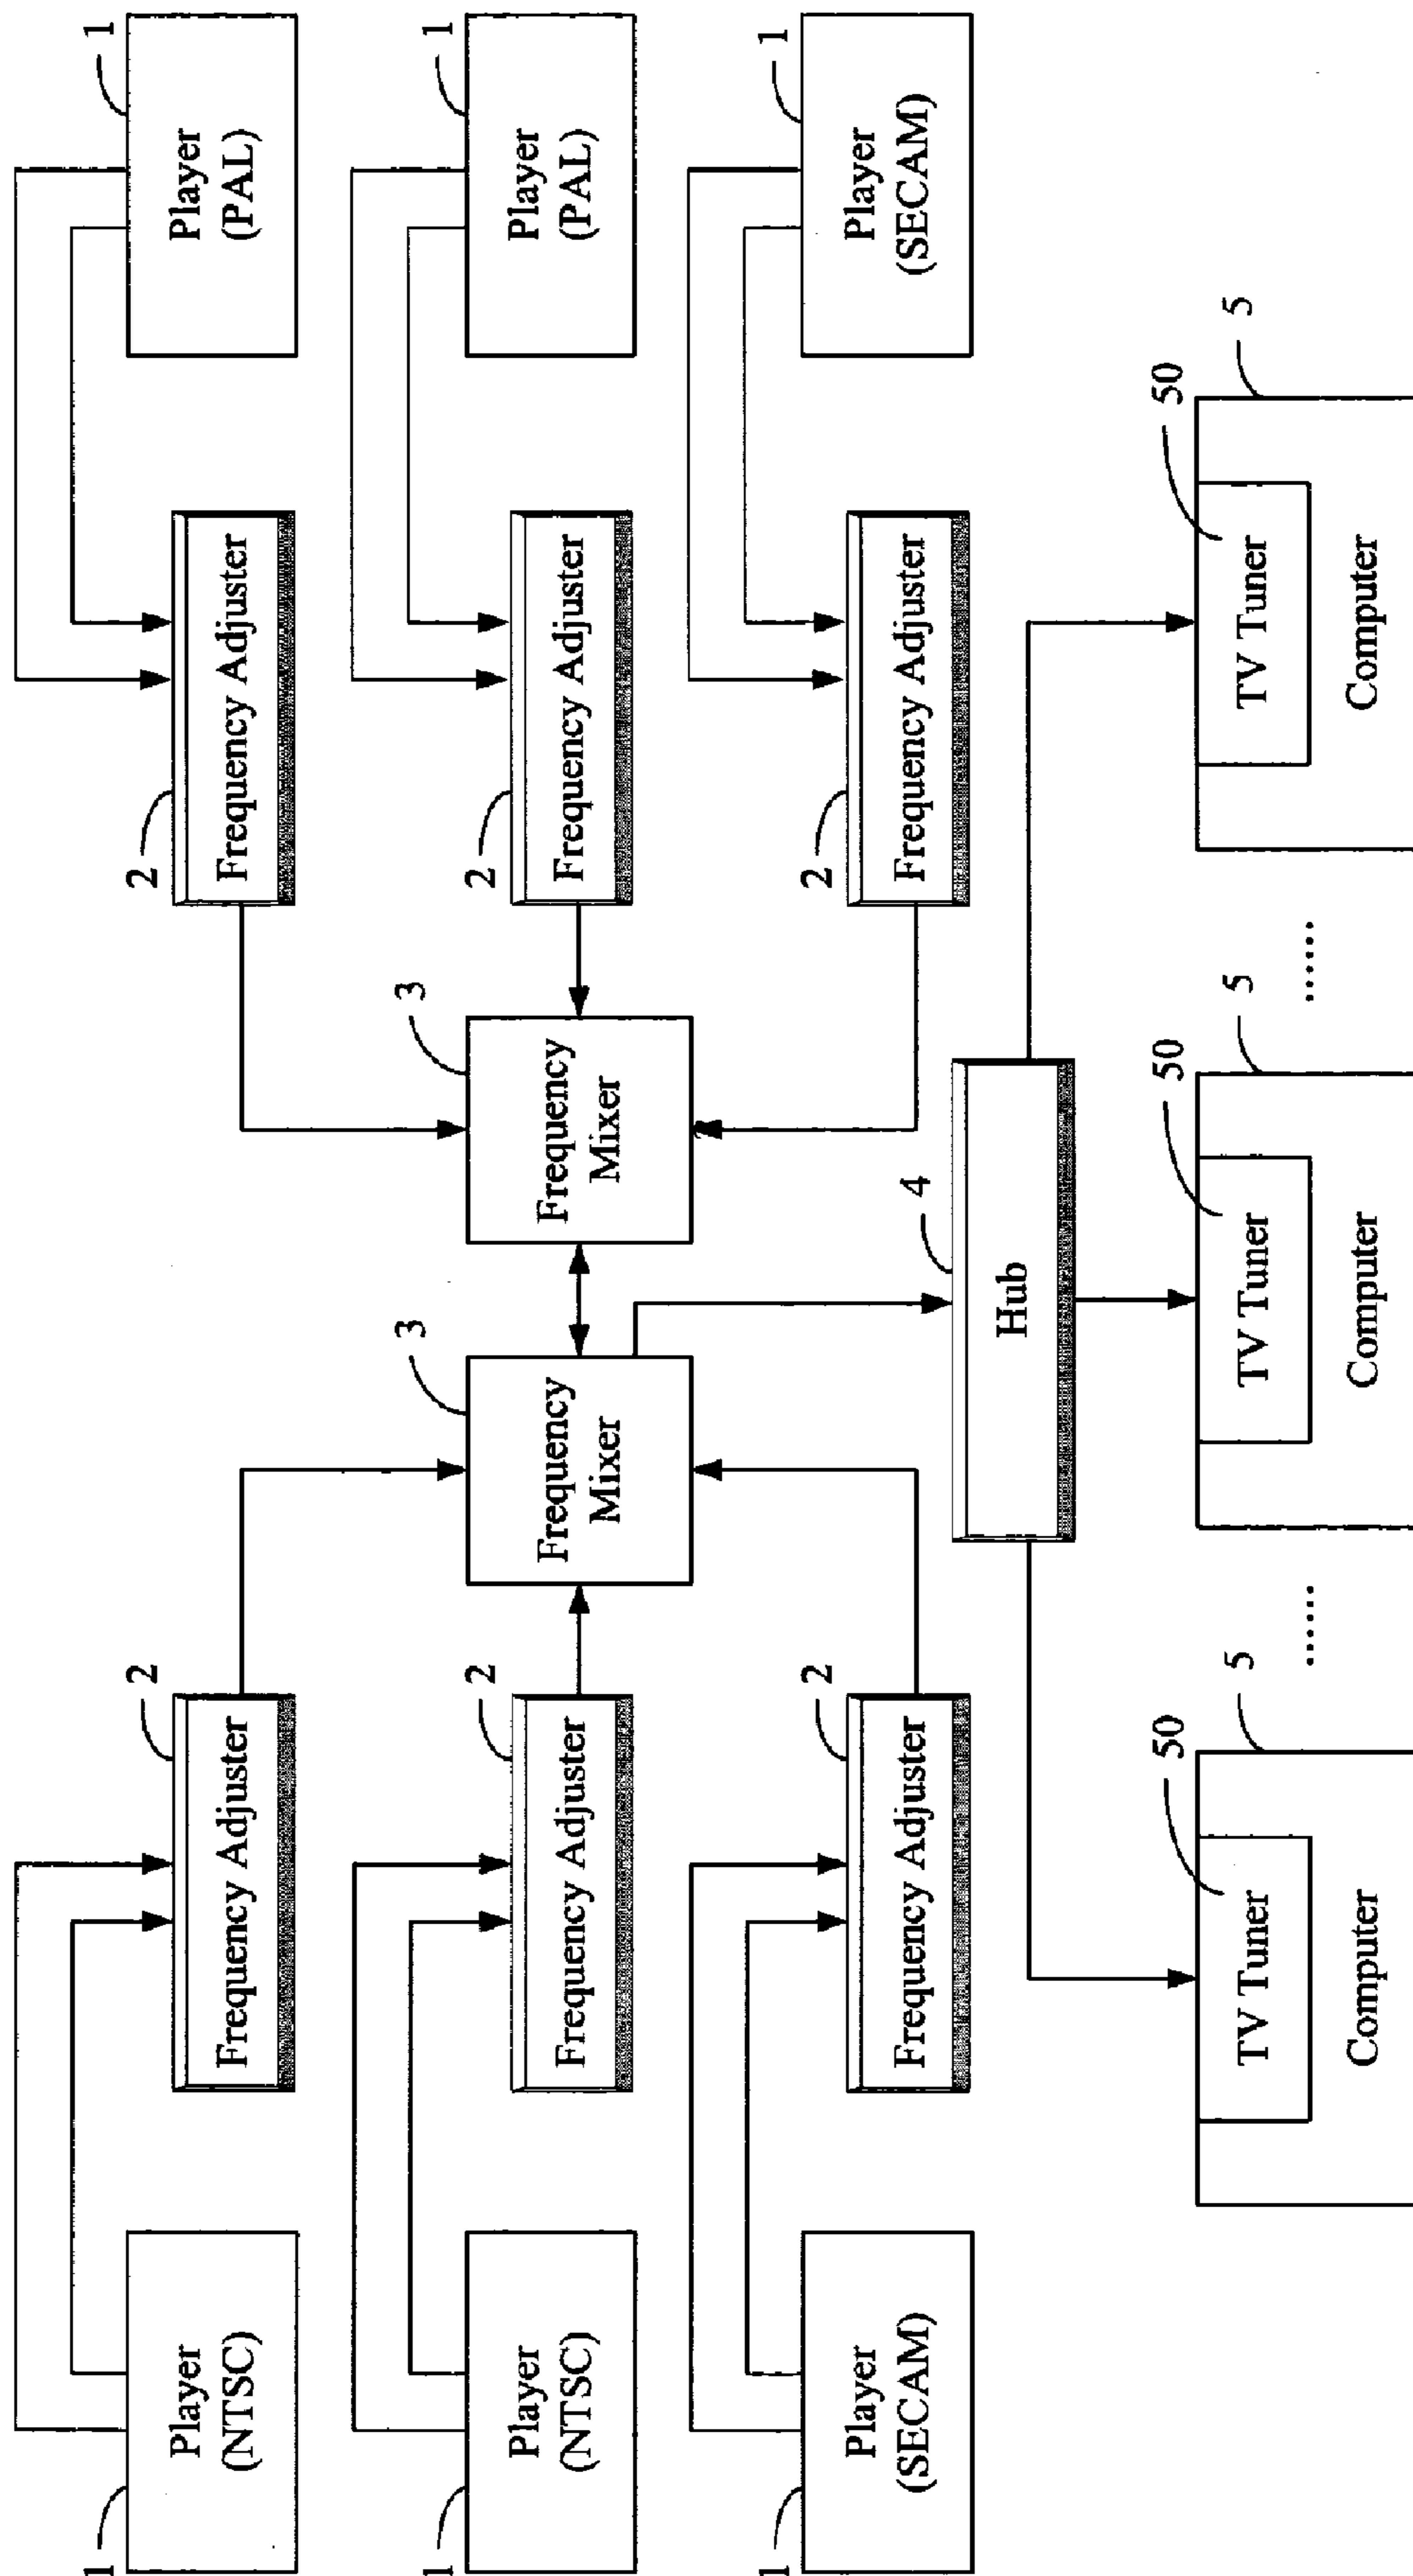 1
Player
(NTSC)
2
Frequency Adjuster
2
Frequency Adjuster
1
Player
(PAL)
1
Player
(NTSC)
2
Frequency Adjuster
3
Frequency
Mixer
3
Frequency
Mixer
2
Frequency Adjuster
1
Player
(PAL)
1
Player
(SECAM)
2
Frequency Adjuster
4
Hub
2
Frequency Adjuster
1
Player
(SECAM)
50
5
TV Tuner
Computer
......
50
5
TV Tuner
Computer
......
50
5
TV Tuner
Computer